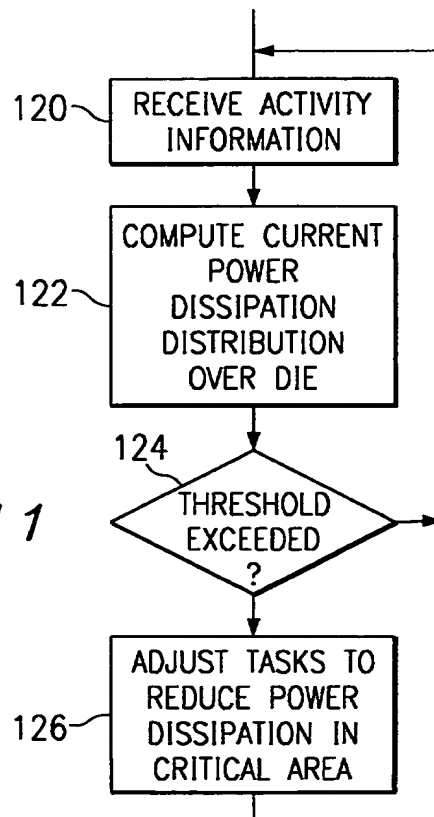 120
RECEIVE ACTIVITY
INFORMATION
122
COMPUTE CURRENT
POWER
DISSIPATION
DISTRIBUTION
OVER DIE
124
THRESHOLD
EXCEEDED
?
1
126
ADJUST TASKS TO
REDUCE POWER
DISSIPATION IN
CRITICAL AREA